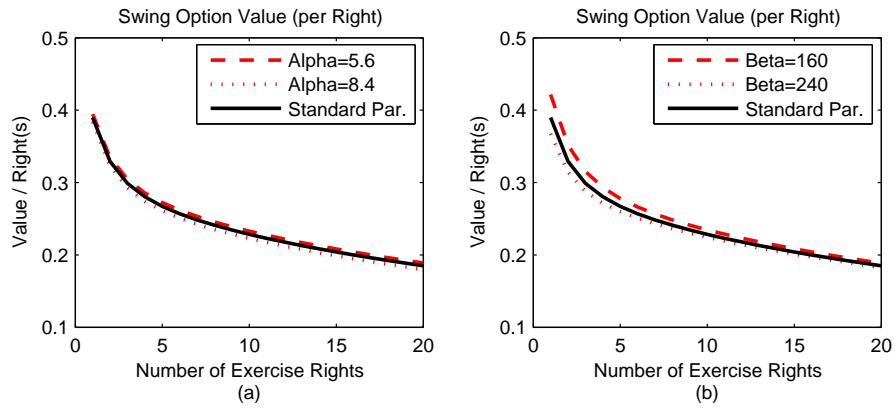 Swing Option Value (per Right)
0.5
0.4
0.3
0.2
0.1
Value / Right(s)
Alpha=5.6
Alpha=8.4
Standard Par.
0 5 10 15 20
Number of Exercise Rights
(a)
Swing Option Value (per Right)
0.5
0.4
0.3
0.2
0.1
Value / Right(s)
Beta=160
Beta=240
Standard Par.
0 5 10 15 20
Number of Exercise Rights
(b)